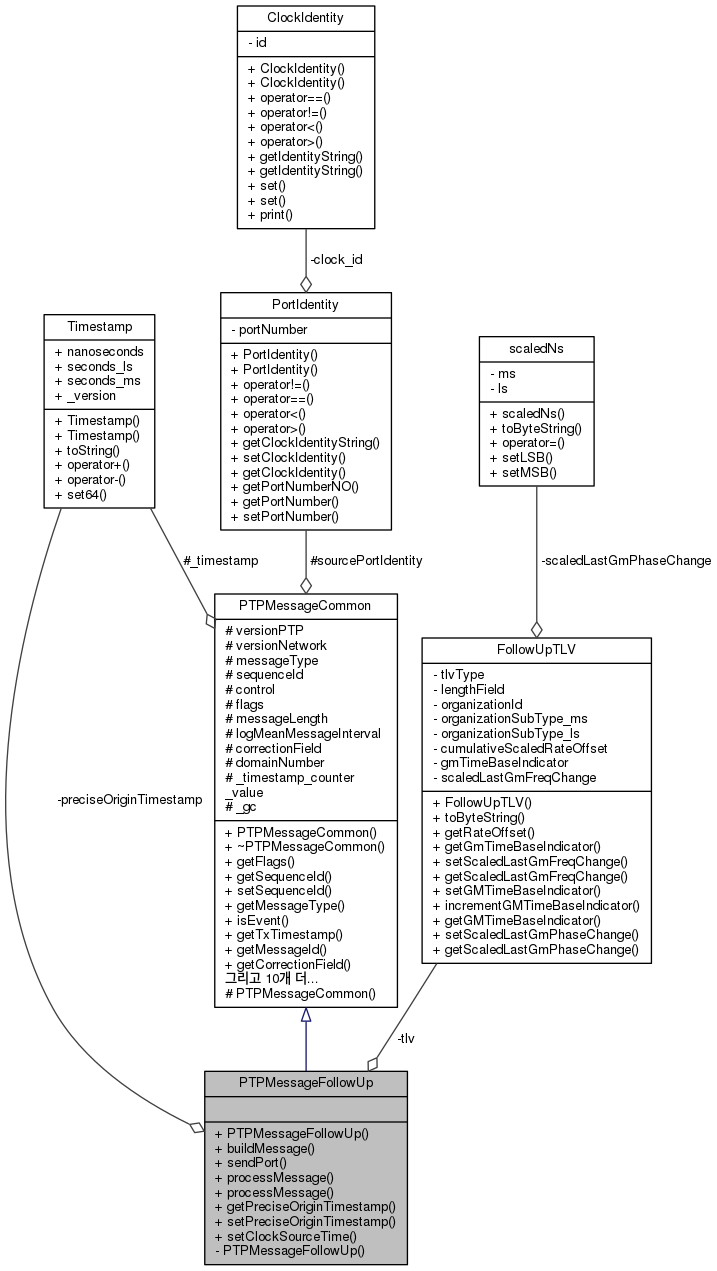 ClockIdentity
- id
+ ClockIdentity()
+ ClockIdentity()
+ operator==()
+ operator!=()
+ operator<()
+ operator>()
+ getIdentityString()
+ getIdentityString()
+ set()
+ set()
+ print()
-clock_id
PortIdentity
- portNumber
+ PortIdentity()
+ PortIdentity()
+ operator!=()
+ operator==()
+ operator<()
+ operator>()
+ getClockIdentityString()
+ setClockIdentity()
+ getClockIdentity()
+ getPortNumberNO()
+ getPortNumber()
+ setPortNumber()
Timestamp
+ nanoseconds
+ seconds_ls
+ seconds_ms
+ _version
+ Timestamp()
+ Timestamp()
+ toString()
+ operator+()
+ operator-()
+ set64()
scaledNs
- ms
- ls
+ scaledNs()
+ toByteString()
+ operator=()
+ setLSB()
+ setMSB()
#_timestamp
#sourcePortIdentity
-scaledLastGmPhaseChange
PTPMessageCommon
# versionPTP
# versionNetwork
# messageType
# sequenceId
# control
# flags
# messageLength
# logMeanMessageInterval
# correctionField
# domainNumber
# _timestamp_counter
_value
# _gc
+ PTPMessageCommon()
+ ~PTPMessageCommon()
+ getFlags()
+ getSequenceId()
+ setSequenceId()
+ getMessageType()
+ isEvent()
+ getTxTimestamp()
+ getMessageId()
+ getCorrectionField()
그리고 10개 더...
# PTPMessageCommon()
FollowUpTLV
- tlvType
- lengthField
- organizationId
- organizationSubType_ms
- organizationSubType_ls
- cumulativeScaledRateOffset
- gmTimeBaseIndicator
- scaledLastGmFreqChange
+ FollowUpTLV()
+ toByteString()
+ getRateOffset()
+ getGmTimeBaseIndicator()
+ setScaledLastGmFreqChange()
+ getScaledLastGmFreqChange()
+ setGMTimeBaseIndicator()
+ incrementGMTimeBaseIndicator()
+ getGMTimeBaseIndicator()
+ setScaledLastGmPhaseChange()
+ getScaledLastGmPhaseChange()
-preciseOriginTimestamp
-tlv
PTPMessageFollowUp
+ PTPMessageFollowUp()
+ buildMessage()
+ sendPort()
+ processMessage()
+ processMessage()
+ getPreciseOriginTimestamp()
+ setPreciseOriginTimestamp()
+ setClockSourceTime()
- PTPMessageFollowUp()